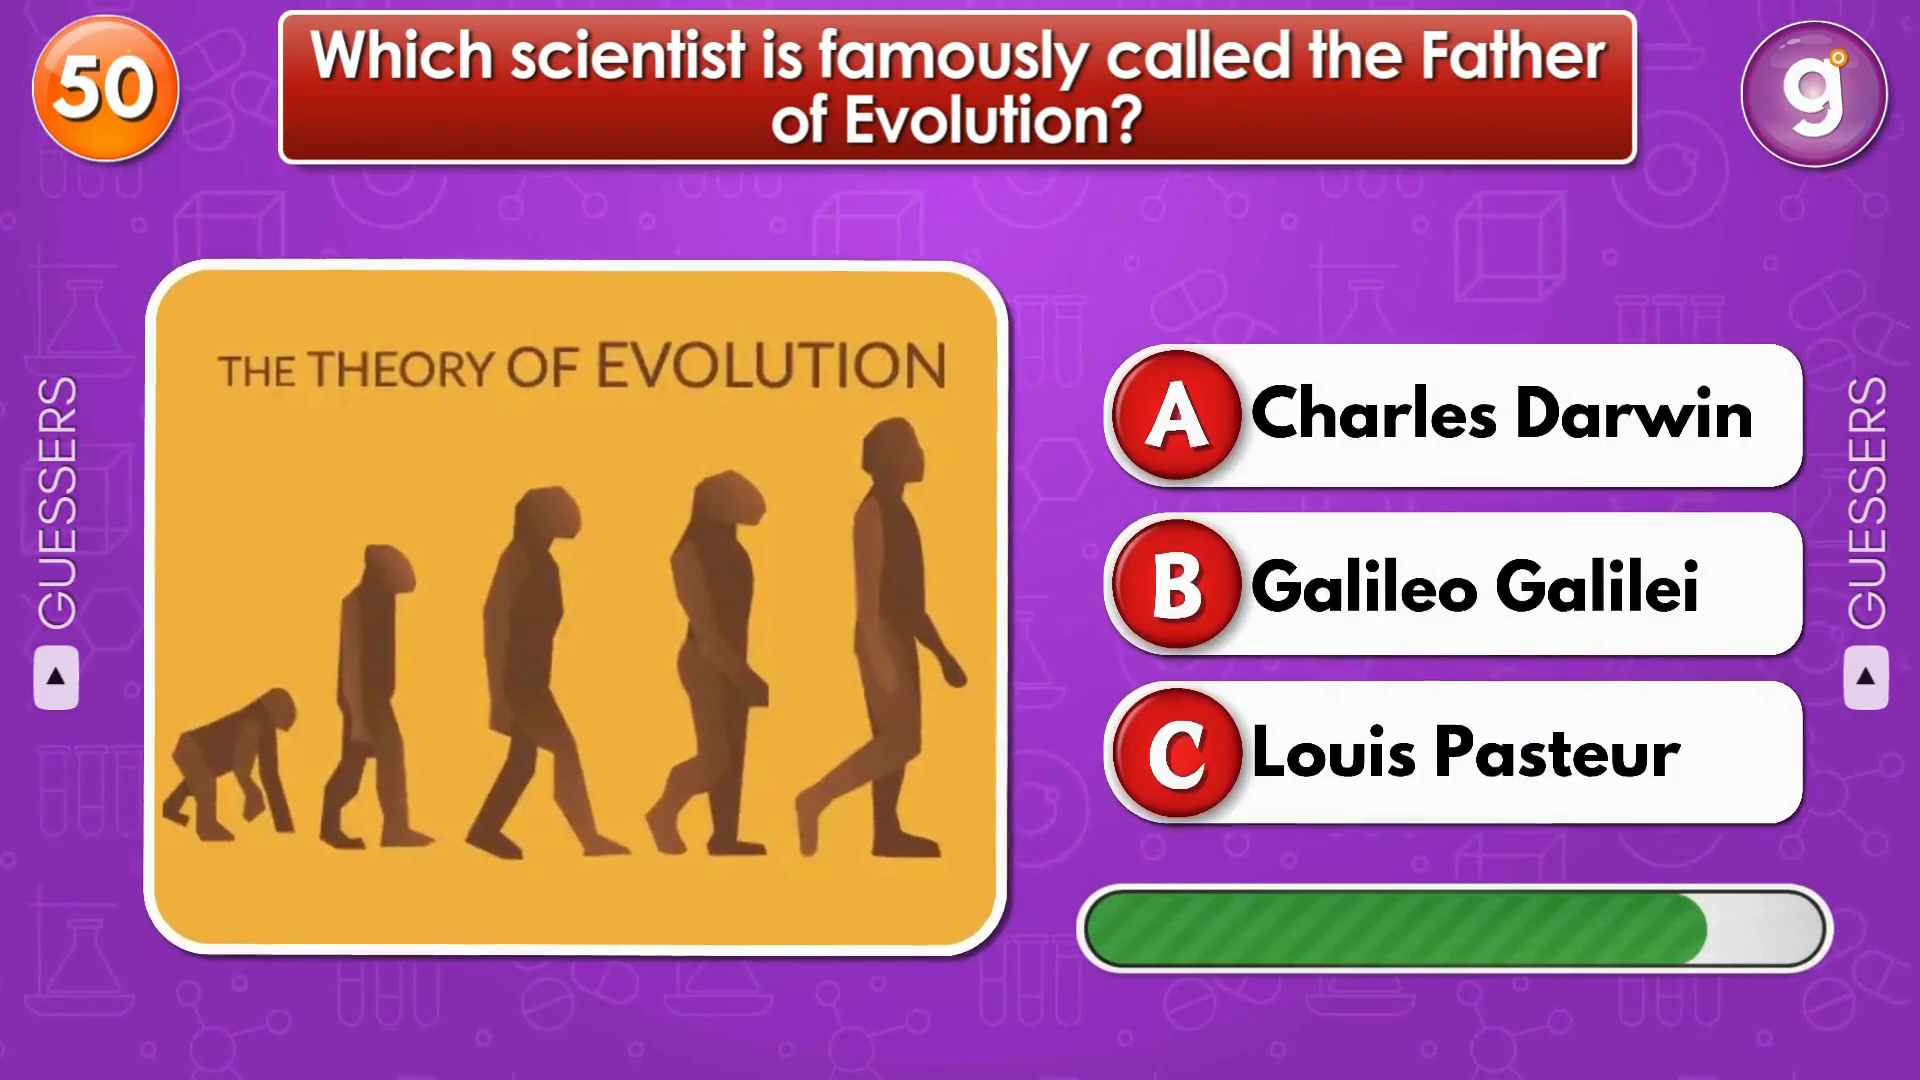 50
Which scientist is famously called the Father
of Evolution?
g
GUESSERS
THE THEORY OF EVOLUTION
A Charles Darwin
B Galileo Galilei
C Louis Pasteur
GUESSERS